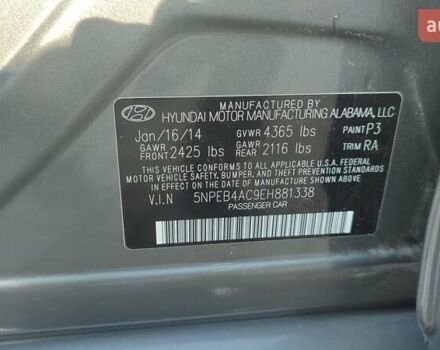 au
MANUFACTURED BY
HYUNDAI MOTOR MANUFACTURING ALABAMA, LLC
Jan/16/14 GVWR 4365 lbs PAINT P3
GAWR FRONT 2425 lbs GAWR REAR 2116 lbs TRIM RA
THIS VEHICLE CONFORMS TO ALL APPLICABLE U.S.FEDERAL
MOTOR VEHICLE SAFETY, BUMPER, AND THEFT PREVENTION
STANDARDS IN EFFECT ON THE DATE OF MANUFACTURE SHOWN ABOVE.
V.I.N 5NPEB4AC9EH881338
PASSENGER CAR